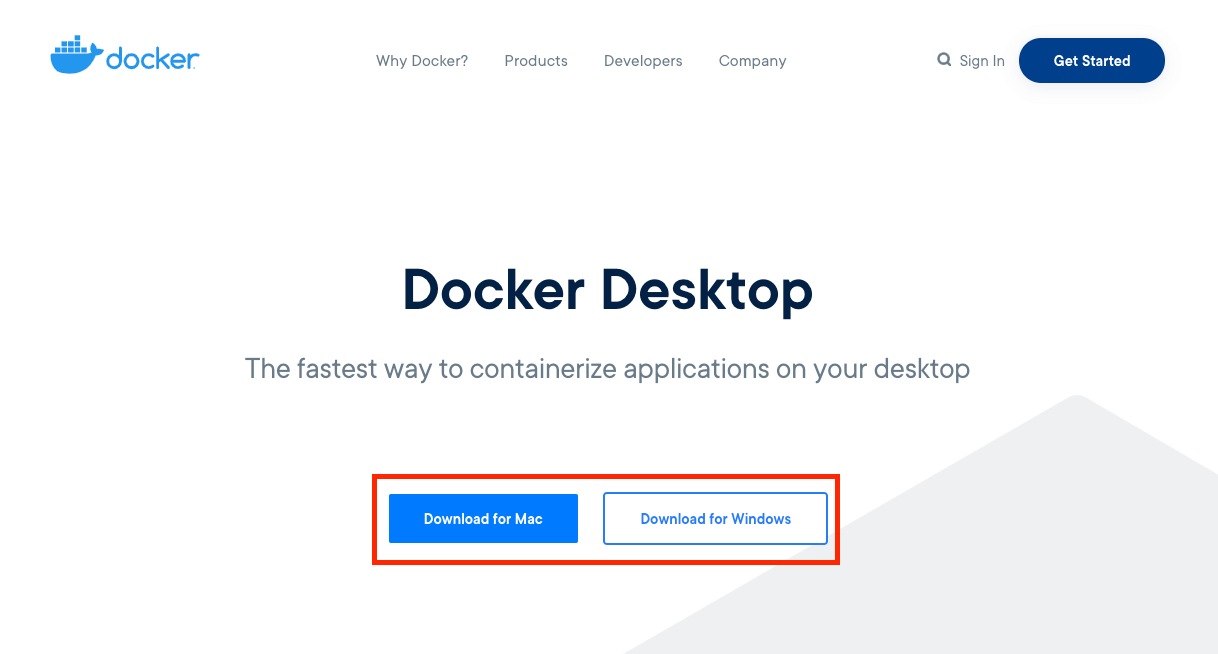 docker
Why Docker? Products Developers Company Sign In Get Started
Docker Desktop
The fastest way to containerize applications on your desktop
Download for Mac Download for Windows